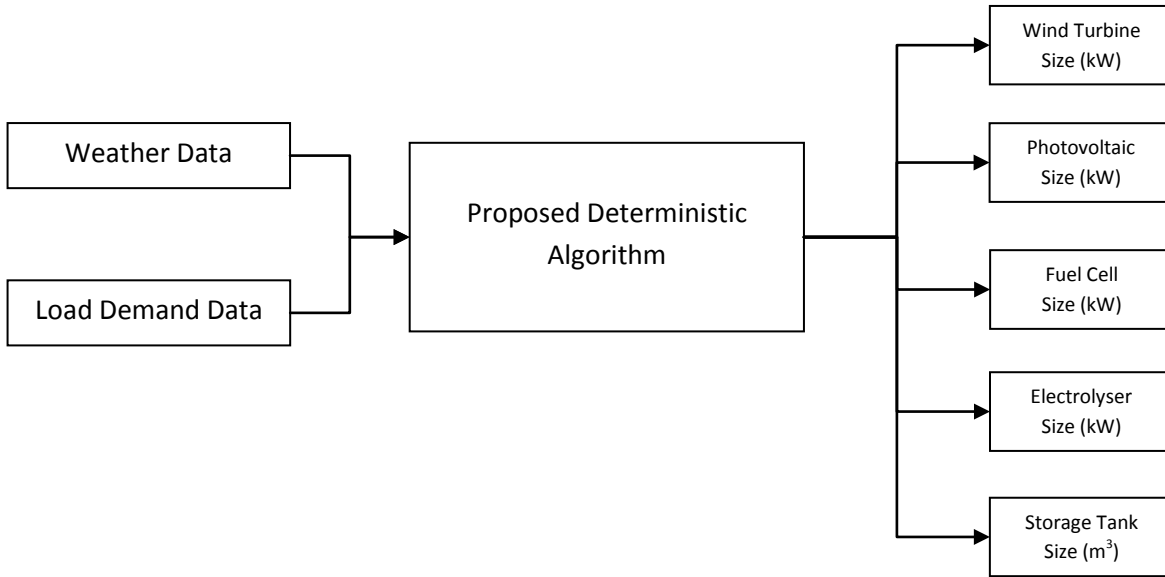 Weather Data
Load Demand Data
Proposed Deterministic
Algorithm
Wind Turbine
Size (kW)
Photovoltaic
Size (kW)
Fuel Cell
Size (kW)
Electrolyser
Size (kW)
Storage Tank
Size (m³)